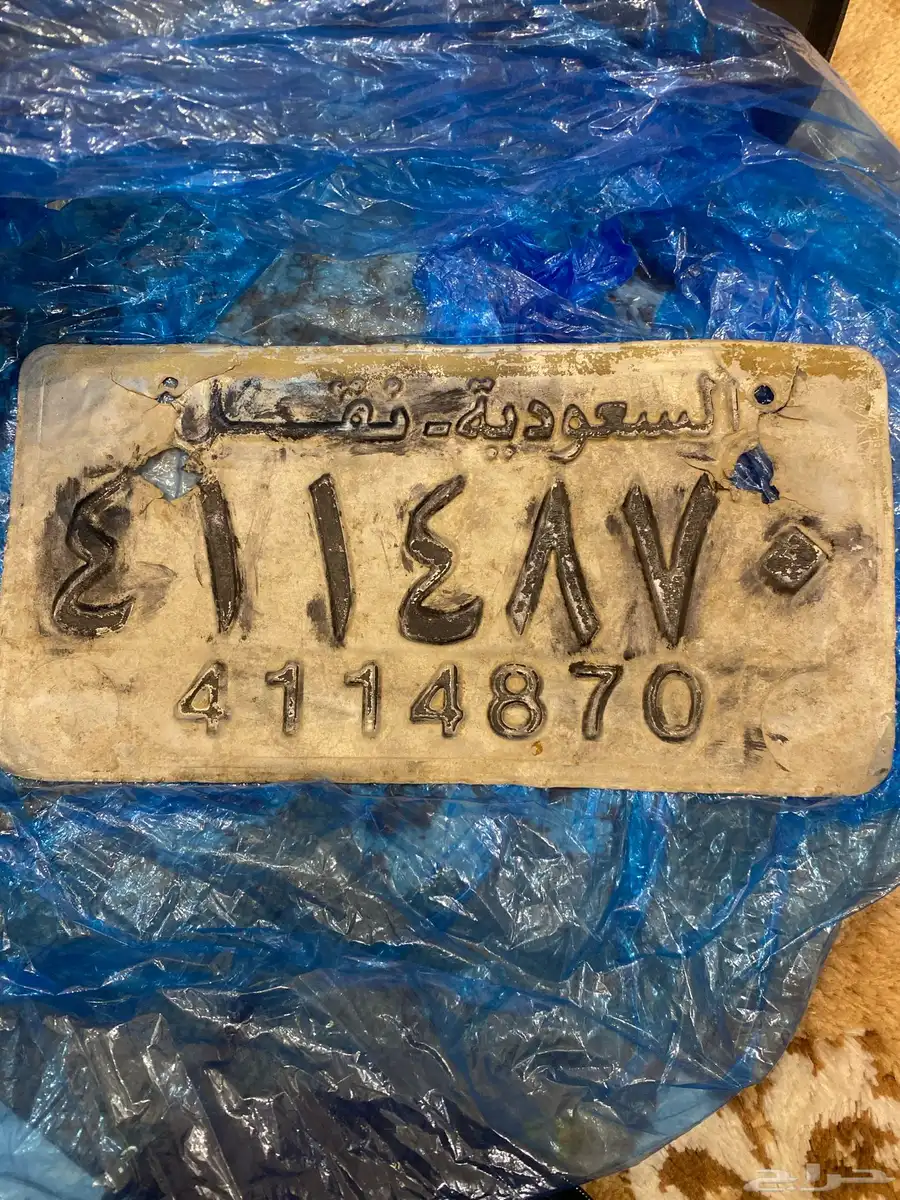 السعودية - نقل
٤١١٤٨٧٠
4114870
حراج